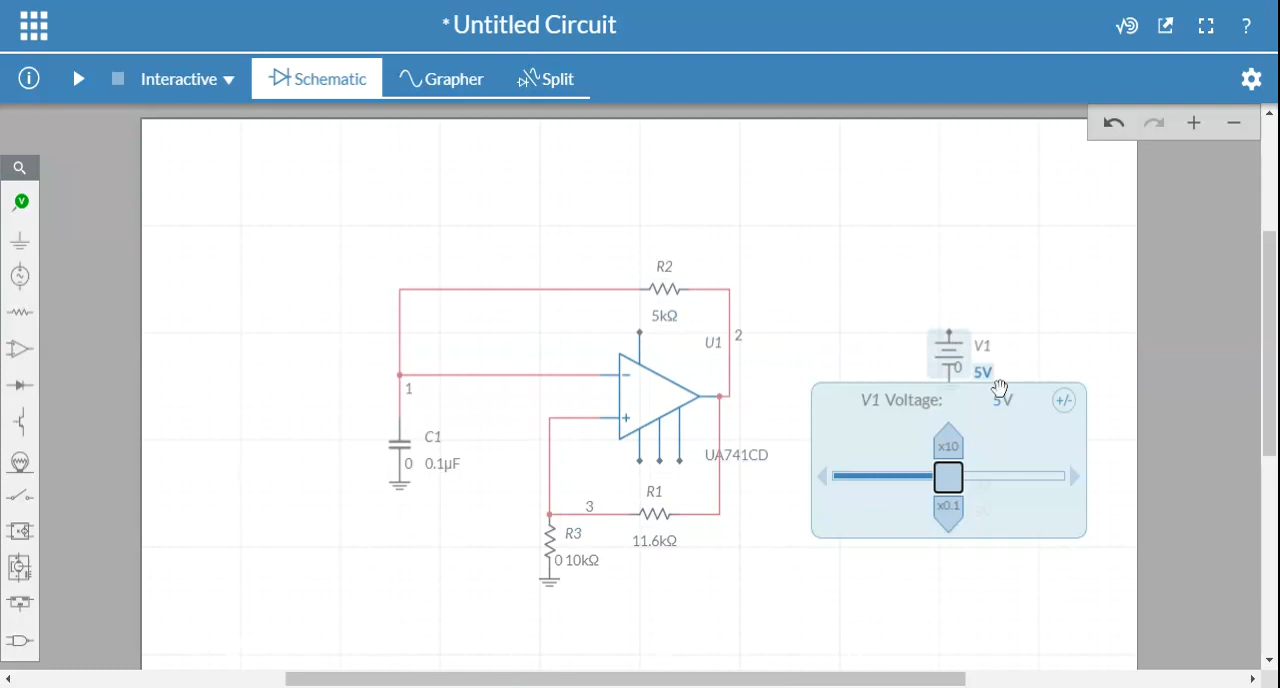 *Untitled Circuit
?
Interactive
Schematic
Grapher
Split
V
R2
5kΩ
U1
2
1
V1
0
5V
V1 Voltage: 5V +/-
x10
x0.1
C1
0 0.1μF
UA741CD
R1
3
11.6kΩ
R3
0 10kΩ